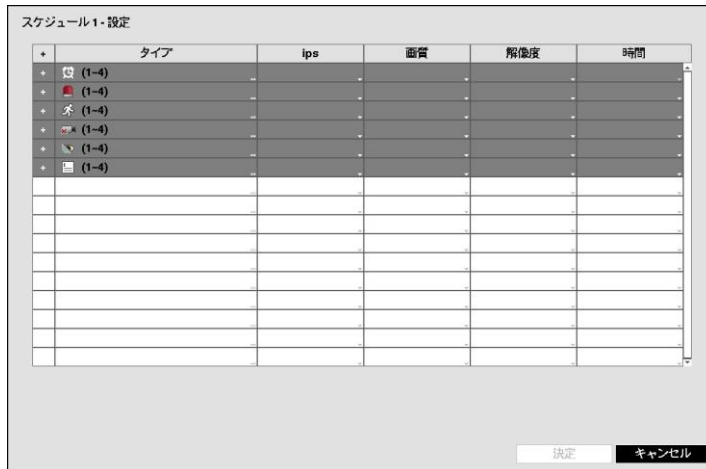 スケジュール 1 - 設定
+ タイプ ips 画質 解像度 時間
+ (1~4)
+ (1~4)
+ (1~4)
+ (1~4)
+ (1~4)
+ (1~4)
決定 キャンセル